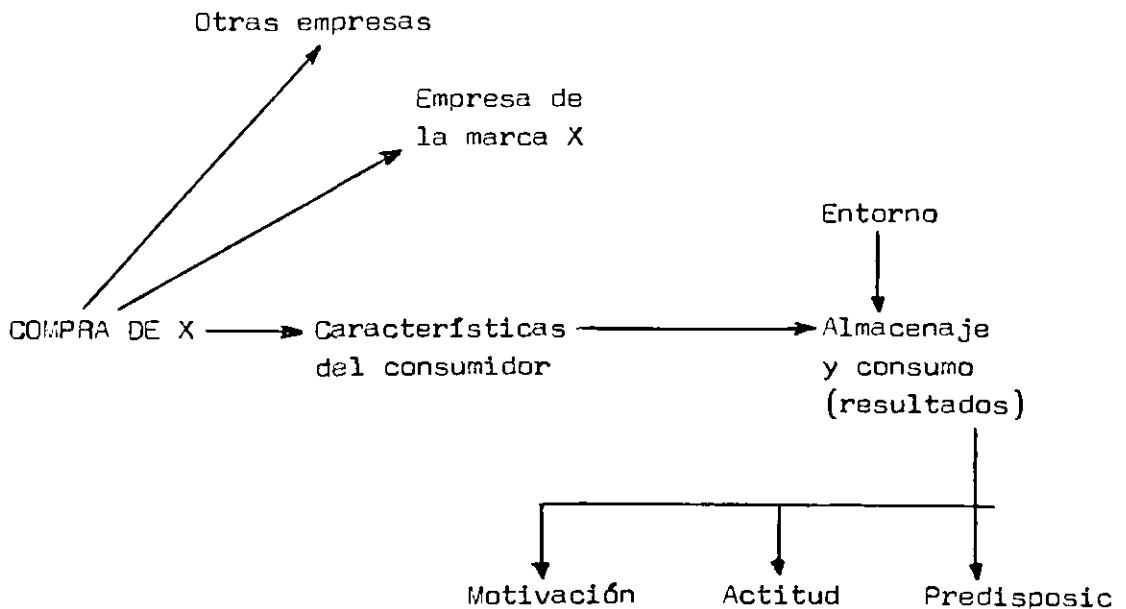 Otras empresas
Empresa de
la marca X
Entorno
COMPRA DE X
Características
del consumidor
Almacenaje
y consumo
(resultados)
Motivación
Actitud
Predisposic